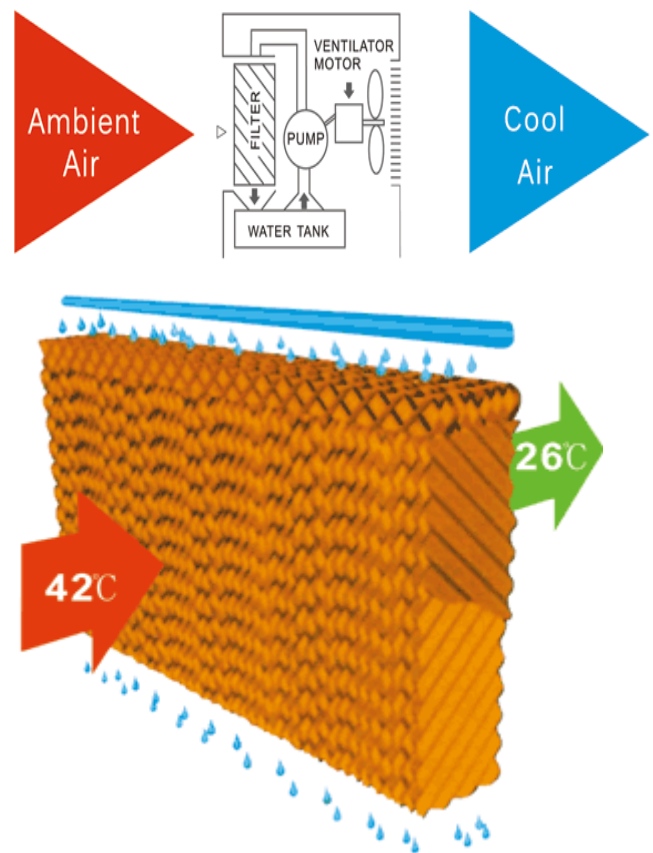 Ambient
Air
VENTILATOR
MOTOR
FILTER
PUMP
WATER TANK
Cool
Air
26℃
42℃